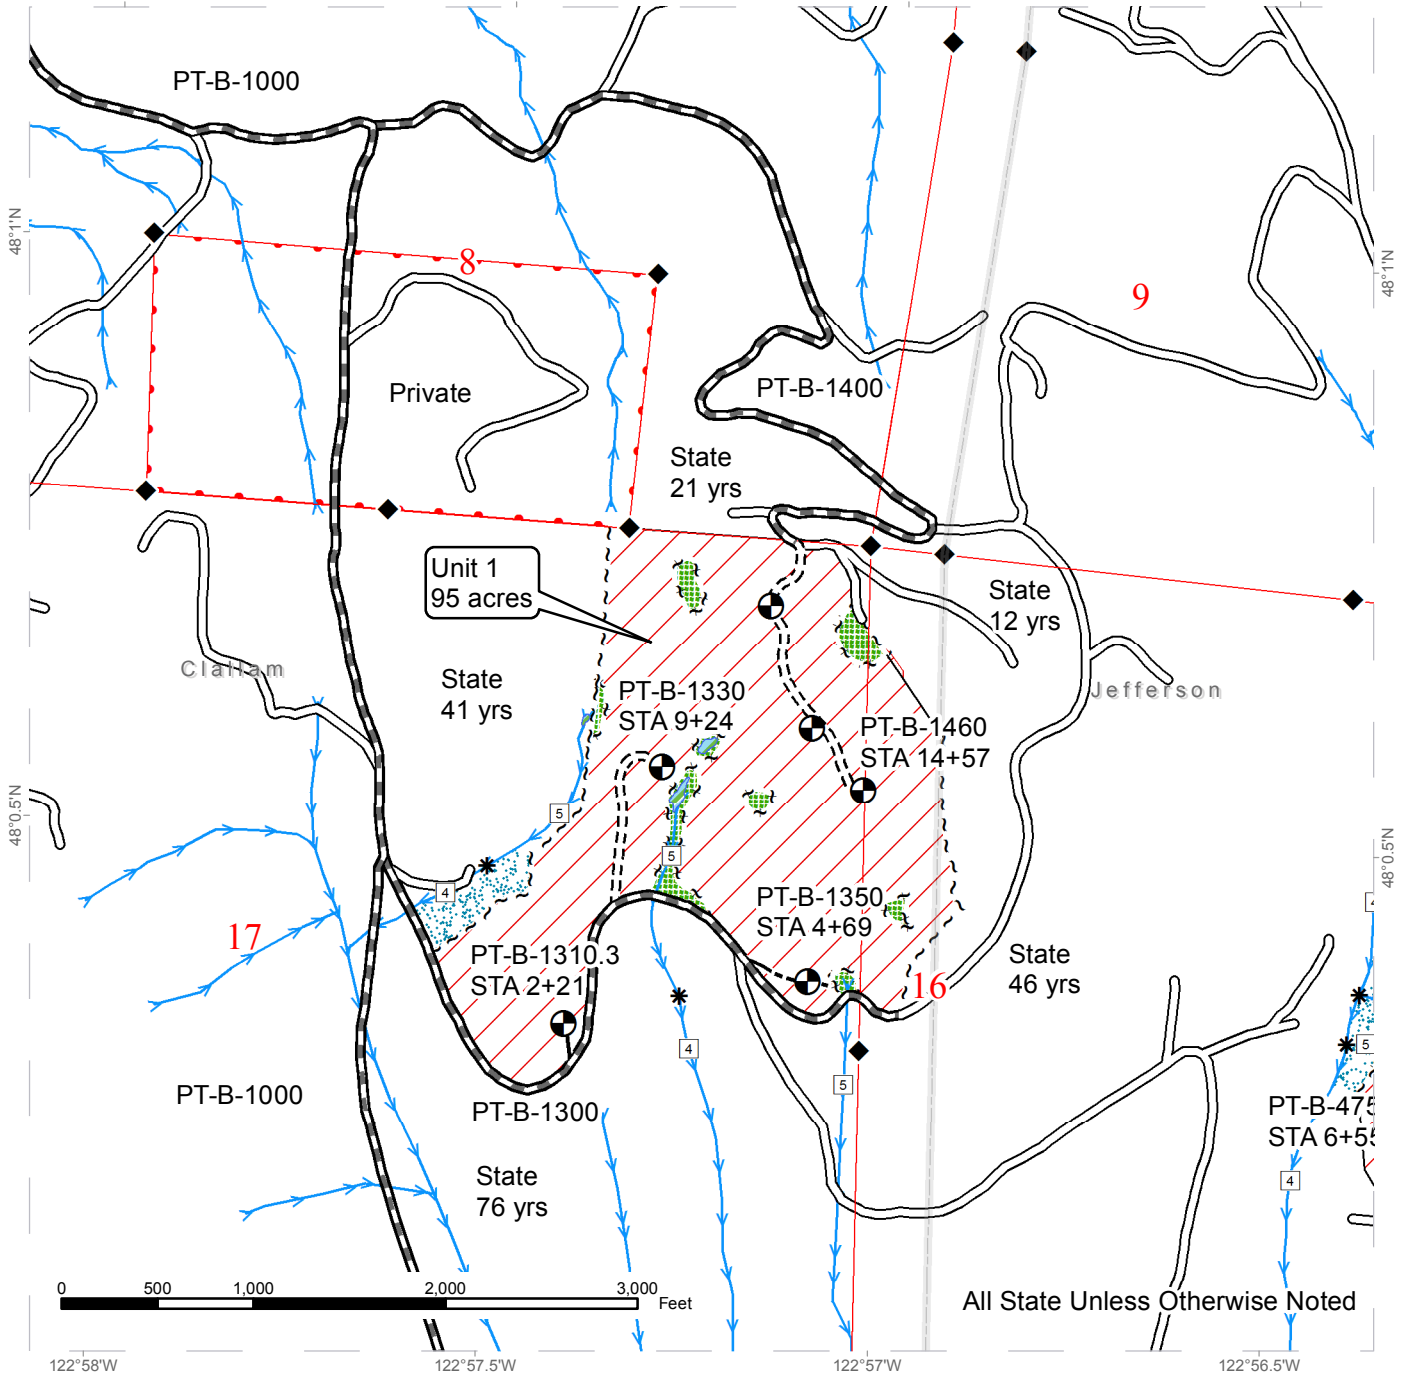 PT-B-1000
48°1'N
8
9
48°1'N
Private
PT-B-1400
State
21 yrs
Unit 1
95 acres
State
12 yrs
Clallam
State
41 yrs
PT-B-1330
STA 9+24
Jefferson
PT-B-1460
STA 14+57
48°0.5'N
5
5
48°0.5'N
4
4
PT-B-1350
STA 4+69
17
PT-B-1310.3
STA 2+21
State
46 yrs
16
4
5
5
PT-B-1000
PT-B-1300
PT-B-475
STA 6+55
State
76 yrs
4
0 500 1,000 2,000 3,000
Feet
All State Unless Otherwise Noted
122°58'W 122°57.5'W 122°57'W 122°56.5'W